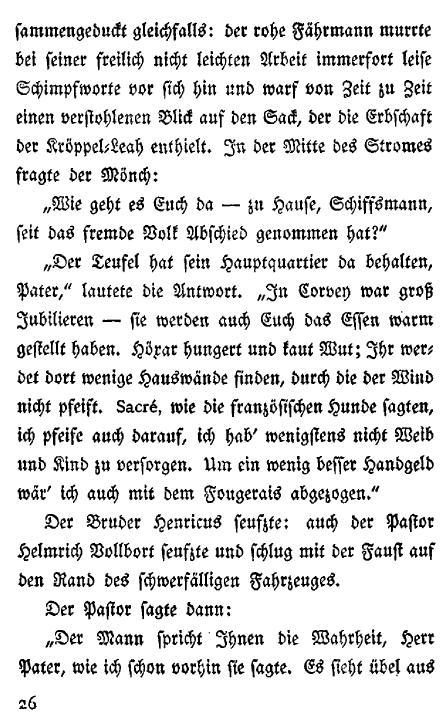 sammengeduckt gleichfalls: der rohe Fährmann murrte
bei seiner freilich nicht leichten Arbeit immerfort leise
Schimpfworte vor sich hin und warf von Zeit zu Zeit
einen verstohlenen Blick auf den Sack, der die Erbschaft
der Kröppel-Leah enthielt. In der Mitte des Stromes
fragte der Mönch:
„Wie geht es Euch da — zu Hause, Schiffsmann,
seit das fremde Volk Abschied genommen hat?“
„Der Teufel hat sein Hauptquartier da behalten,
Pater,“ lautete die Antwort. „In Corvey war groß
Jubilieren — sie werden auch Euch das Essen warm
gestellt haben. Höxar hungert und kaut Wut; Ihr wer-
det dort wenige Hauswände finden, durch die der Wind
nicht pfeift. Sacré, wie die französischen Hunde sagten,
ich pfeife auch darauf, ich hab' wenigstens nicht Weib
und Kind zu versorgen. Um ein wenig besser Handgeld
wär' ich auch mit dem Fougerais abgezogen.“
Der Bruder Henricus seufzte: auch der Pastor
Helmrich Vollbort seufzte und schlug mit der Faust auf
den Rand des schwerfälligen Fahrzeuges.
Der Pastor sagte dann:
„Der Mann spricht Ihnen die Wahrheit, Herr
Pater, wie ich schon vorhin sie sagte. Es sieht übel aus
26